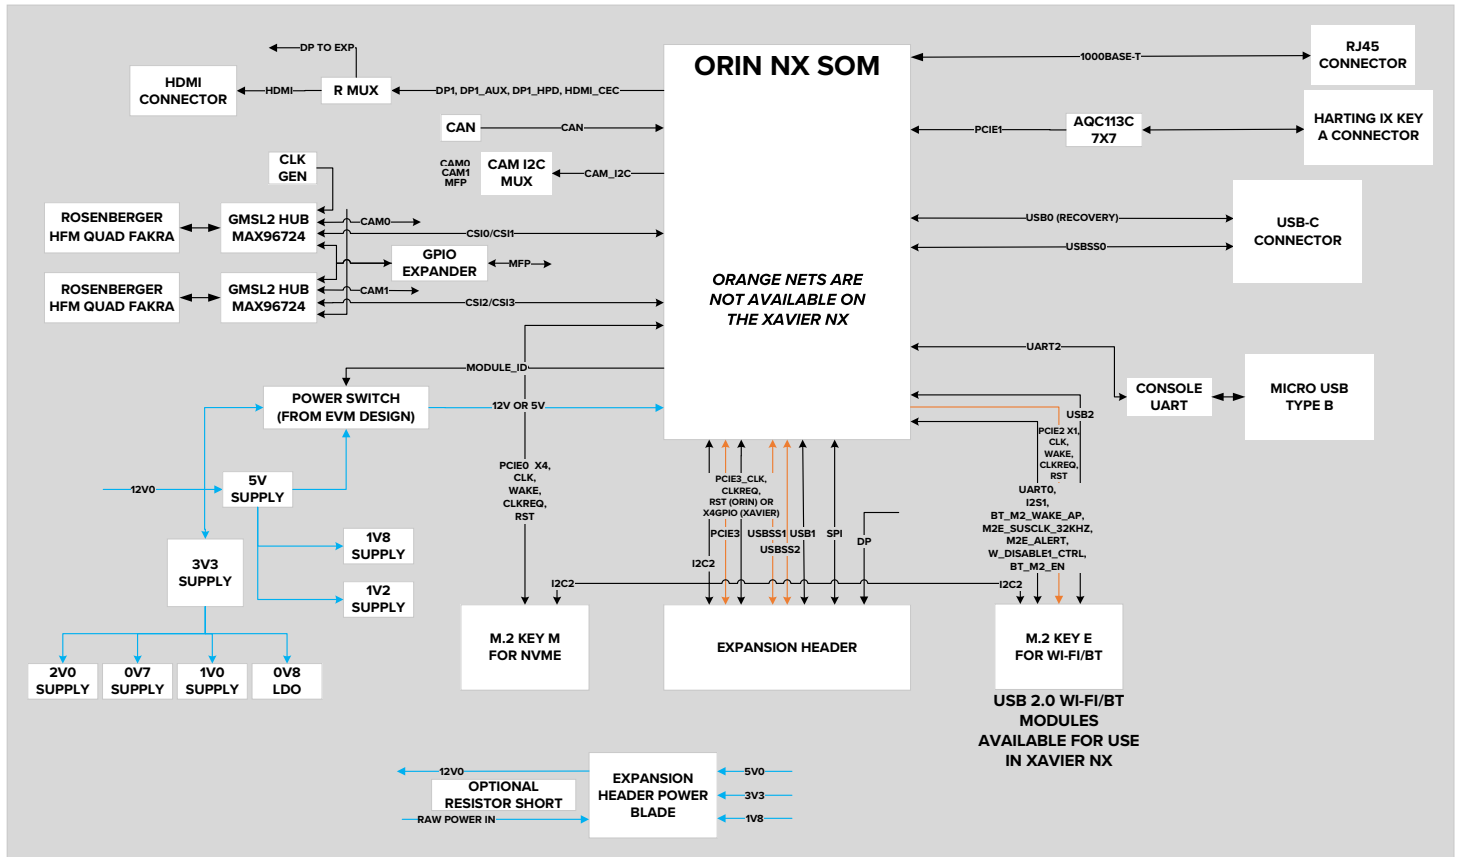 DP TO EXP
HDMI
CONNECTOR
HDMI
R MUX
DP1, DP1_AUX, DP1_HPD, HDMI_CEC
ORIN NX SOM
1000BASE-T
RJ45
CONNECTOR
CAN
CAN
PCIE1
AQC113C
7X7
HARTING IX KEY
A CONNECTOR
CLK
GEN
CAM0
CAM1
MFP
CAM I2C
MUX
CAM_I2C
ROSENBERGER
HFM QUAD FAKRA
GMSL2 HUB
MAX96724
CAM0
CSI0/CSI1
USB0 (RECOVERY)
USBSS0
USB-C
CONNECTOR
GPIO
EXPANDER
MFP
ROSENBERGER
HFM QUAD FAKRA
GMSL2 HUB
MAX96724
CAM1
CSI2/CSI3
ORANGE NETS ARE
NOT AVAILABLE ON
THE XAVIER NX
UART2
MODULE_ID
POWER SWITCH
(FROM EVM DESIGN)
12V OR 5V
CONSOLE
UART
MICRO USB
TYPE B
USB2
PCIE2 X1,
CLK,
WAKE,
CLKREQ,
RST
12V0
5V
SUPPLY
PCIE0 X4,
CLK,
WAKE,
CLKREQ,
RST
PCIE3_CLK,
CLKREQ,
RST (ORIN) OR
X4GPIO (XAVIER)
UART0,
I2S1,
BT_M2_WAKE_AP,
M2E_SUSCLK_32KHZ,
M2E_ALERT,
W_DISABLE1_CTRL,
BT_M2_EN
PCIE3
USBSS1
USB1
SPI
DP
USBSS2
I2C2
1V8
SUPPLY
3V3
SUPPLY
1V2
SUPPLY
I2C2
I2C2
M.2 KEY M
FOR NVME
EXPANSION HEADER
M.2 KEY E
FOR WI-FI/BT
2V0
SUPPLY
0V7
SUPPLY
1V0
SUPPLY
0V8
LDO
USB 2.0 WI-FI/BT
MODULES
AVAILABLE FOR USE
IN XAVIER NX
12V0
OPTIONAL
RESISTOR SHORT
RAW POWER IN
EXPANSION
HEADER POWER
BLADE
5V0
3V3
1V8